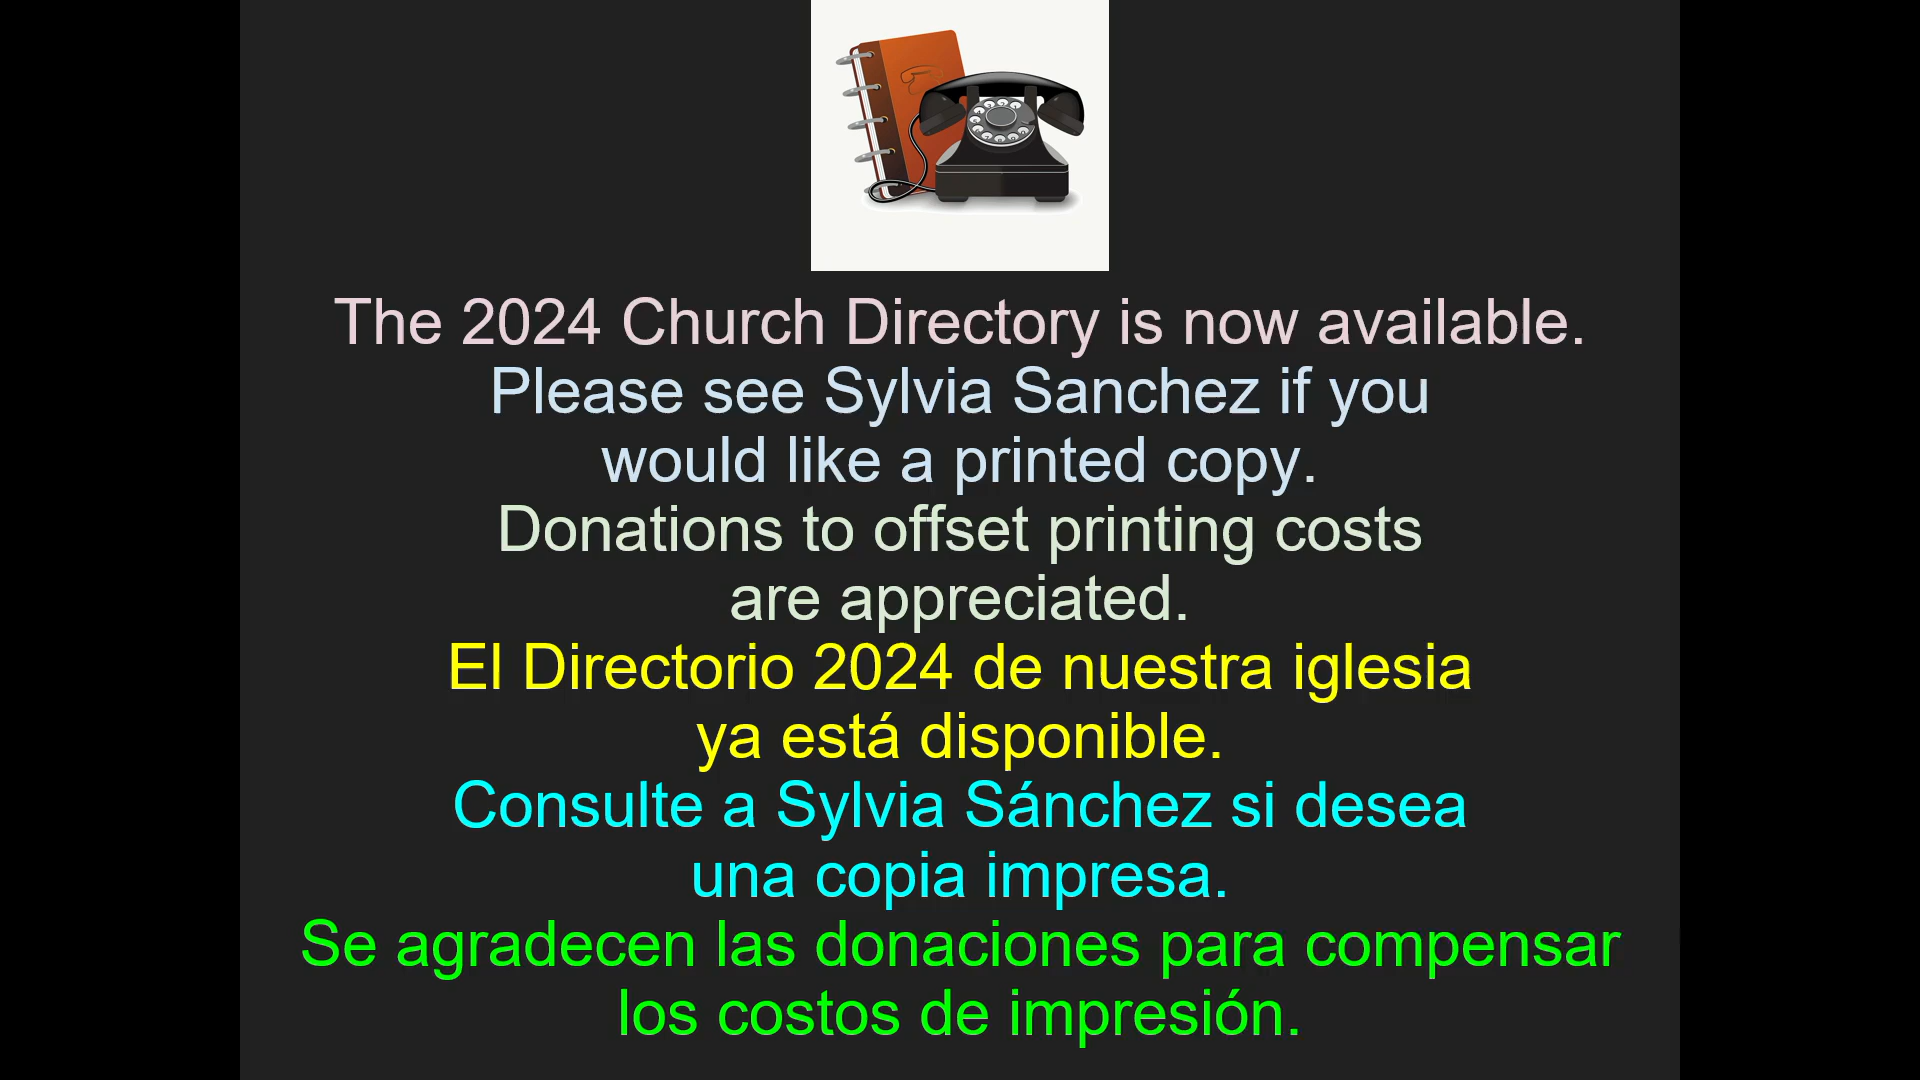 The 2024 Church Directory is now available.
Please see Sylvia Sanchez if you
would like a printed copy.
Donations to offset printing costs
are appreciated.
El Directorio 2024 de nuestra iglesia
ya está disponible.
Consulte a Sylvia Sánchez si desea
una copia impresa.
Se agradecen las donaciones para compensar
los costos de impresión.